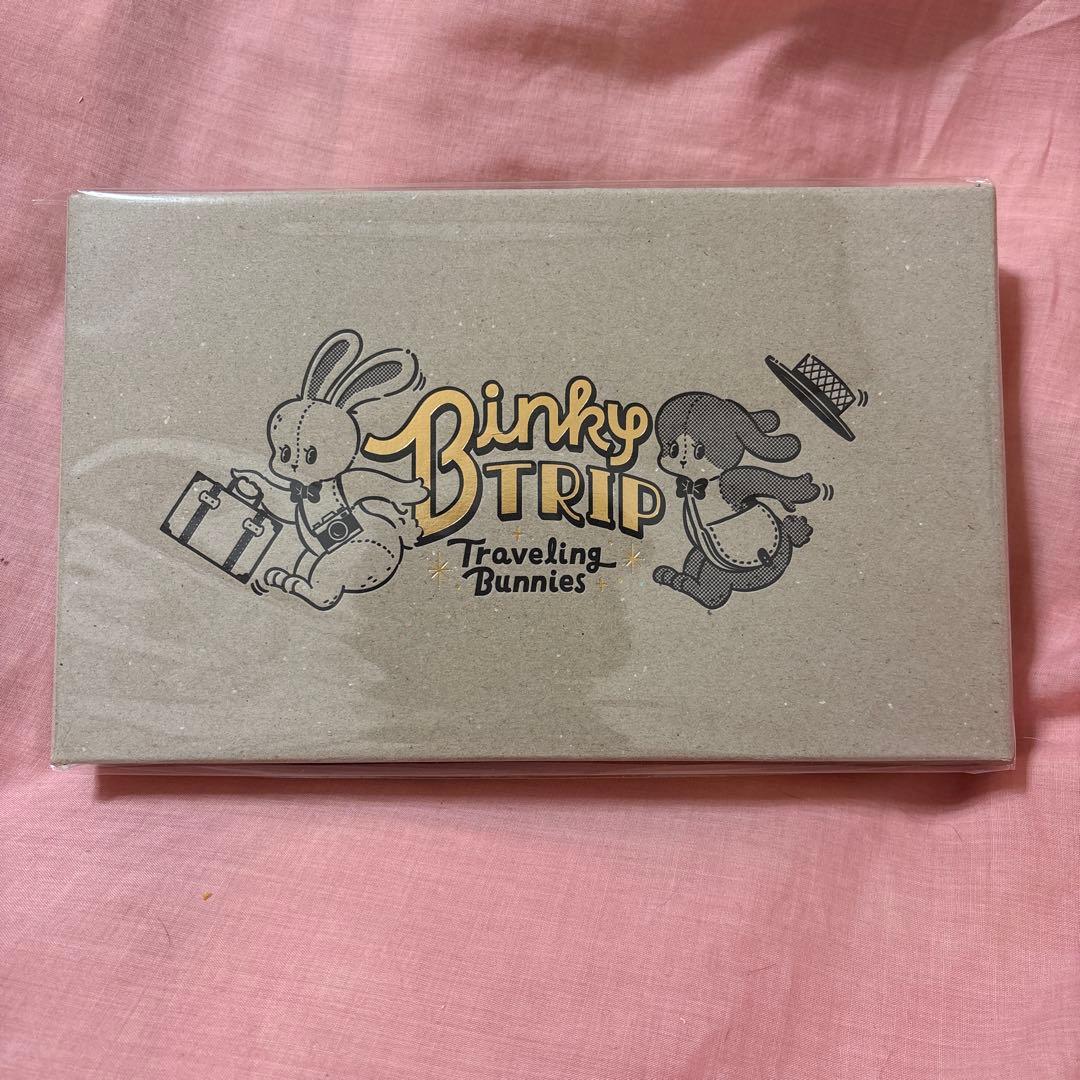 Binky
TRIP
Traveling
Bunnies